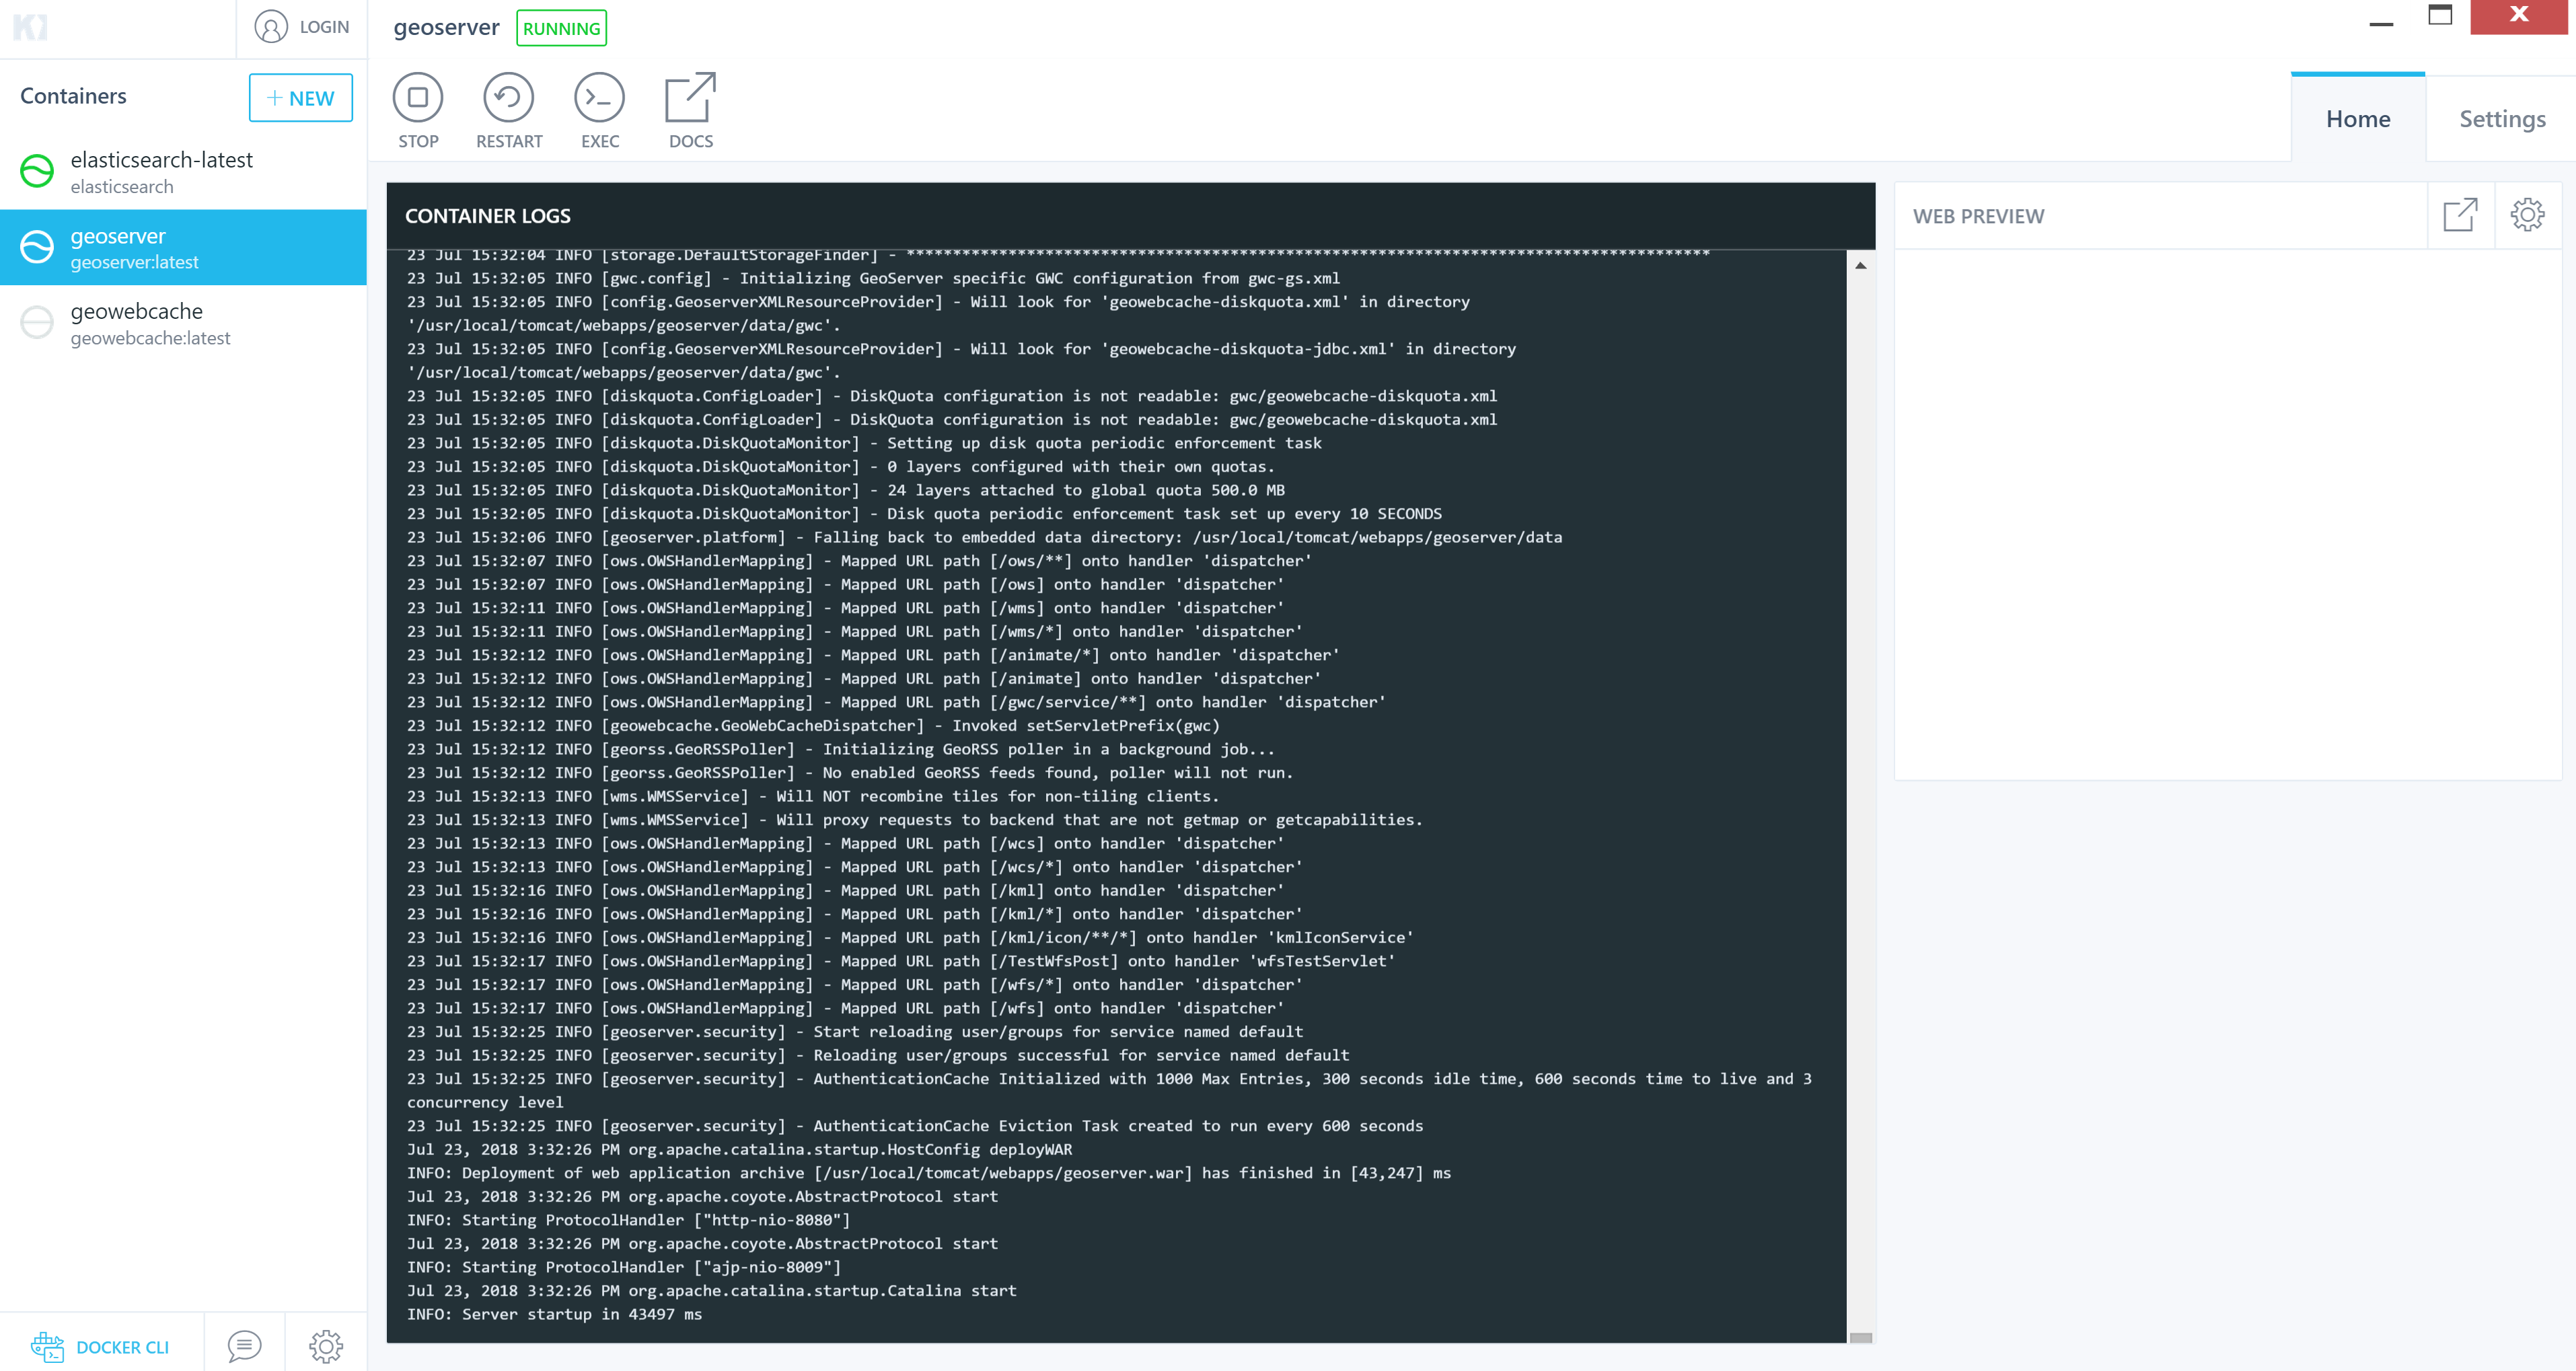 LOGIN
Containers
+ NEW
elasticsearch-latest
elasticsearch
geoserver
geoserver:latest
geowebcache
geowebcache:latest
DOCKER CLI
geoserver RUNNING
STOP RESTART EXEC DOCS
Home Settings
CONTAINER LOGS
23 Jul 15:32:04 INFO [storage.DefaultStorageFinder] - ***************************************************************************************
23 Jul 15:32:05 INFO [gwc.config] - Initializing GeoServer specific GWC configuration from gwc-gs.xml
23 Jul 15:32:05 INFO [config.GeoserverXMLResourceProvider] - Will look for 'geowebcache-diskquota.xml' in directory
'/usr/local/tomcat/webapps/geoserver/data/gwc'.
23 Jul 15:32:05 INFO [config.GeoserverXMLResourceProvider] - Will look for 'geowebcache-diskquota-jdbc.xml' in directory
'/usr/local/tomcat/webapps/geoserver/data/gwc'.
23 Jul 15:32:05 INFO [diskquota.ConfigLoader] - DiskQuota configuration is not readable: gwc/geowebcache-diskquota.xml
23 Jul 15:32:05 INFO [diskquota.ConfigLoader] - DiskQuota configuration is not readable: gwc/geowebcache-diskquota.xml
23 Jul 15:32:05 INFO [diskquota.DiskQuotaMonitor] - Setting up disk quota periodic enforcement task
23 Jul 15:32:05 INFO [diskquota.DiskQuotaMonitor] - 0 layers configured with their own quotas.
23 Jul 15:32:05 INFO [diskquota.DiskQuotaMonitor] - 24 layers attached to global quota 500.0 MB
23 Jul 15:32:05 INFO [diskquota.DiskQuotaMonitor] - Disk quota periodic enforcement task set up every 10 SECONDS
23 Jul 15:32:06 INFO [geoserver.platform] - Falling back to embedded data directory: /usr/local/tomcat/webapps/geoserver/data
23 Jul 15:32:07 INFO [ows.OWSHandlerMapping] - Mapped URL path [/ows/**] onto handler 'dispatcher'
23 Jul 15:32:07 INFO [ows.OWSHandlerMapping] - Mapped URL path [/ows] onto handler 'dispatcher'
23 Jul 15:32:11 INFO [ows.OWSHandlerMapping] - Mapped URL path [/wms] onto handler 'dispatcher'
23 Jul 15:32:11 INFO [ows.OWSHandlerMapping] - Mapped URL path [/wms/*] onto handler 'dispatcher'
23 Jul 15:32:12 INFO [ows.OWSHandlerMapping] - Mapped URL path [/animate/*] onto handler 'dispatcher'
23 Jul 15:32:12 INFO [ows.OWSHandlerMapping] - Mapped URL path [/animate] onto handler 'dispatcher'
23 Jul 15:32:12 INFO [ows.OWSHandlerMapping] - Mapped URL path [/gwc/service/**] onto handler 'dispatcher'
23 Jul 15:32:12 INFO [geowebcache.GeoWebCacheDispatcher] - Invoked setServletPrefix(gwc)
23 Jul 15:32:12 INFO [georss.GeoRSSPoller] - Initializing GeoRSS poller in a background job...
23 Jul 15:32:12 INFO [georss.GeoRSSPoller] - No enabled GeoRSS feeds found, poller will not run.
23 Jul 15:32:13 INFO [wms.WMSService] - Will NOT recombine tiles for non-tiling clients.
23 Jul 15:32:13 INFO [wms.WMSService] - Will proxy requests to backend that are not getmap or getcapabilities.
23 Jul 15:32:13 INFO [ows.OWSHandlerMapping] - Mapped URL path [/wcs] onto handler 'dispatcher'
23 Jul 15:32:13 INFO [ows.OWSHandlerMapping] - Mapped URL path [/wcs/*] onto handler 'dispatcher'
23 Jul 15:32:16 INFO [ows.OWSHandlerMapping] - Mapped URL path [/kml] onto handler 'dispatcher'
23 Jul 15:32:16 INFO [ows.OWSHandlerMapping] - Mapped URL path [/kml/*] onto handler 'dispatcher'
23 Jul 15:32:16 INFO [ows.OWSHandlerMapping] - Mapped URL path [/kml/icon/**/*] onto handler 'kmlIconService'
23 Jul 15:32:17 INFO [ows.OWSHandlerMapping] - Mapped URL path [/TestWfsPost] onto handler 'wfsTestServlet'
23 Jul 15:32:17 INFO [ows.OWSHandlerMapping] - Mapped URL path [/wfs/*] onto handler 'dispatcher'
23 Jul 15:32:17 INFO [ows.OWSHandlerMapping] - Mapped URL path [/wfs] onto handler 'dispatcher'
23 Jul 15:32:25 INFO [geoserver.security] - Start reloading user/groups for service named default
23 Jul 15:32:25 INFO [geoserver.security] - Reloading user/groups successful for service named default
23 Jul 15:32:25 INFO [geoserver.security] - AuthenticationCache Initialized with 1000 Max Entries, 300 seconds idle time, 600 seconds time to live and 3
concurrency level
23 Jul 15:32:25 INFO [geoserver.security] - AuthenticationCache Eviction Task created to run every 600 seconds
Jul 23, 2018 3:32:26 PM org.apache.catalina.startup.HostConfig deployWAR
INFO: Deployment of web application archive [/usr/local/tomcat/webapps/geoserver.war] has finished in [43,247] ms
Jul 23, 2018 3:32:26 PM org.apache.coyote.AbstractProtocol start
INFO: Starting ProtocolHandler ["http-nio-8080"]
Jul 23, 2018 3:32:26 PM org.apache.coyote.AbstractProtocol start
INFO: Starting ProtocolHandler ["ajp-nio-8009"]
Jul 23, 2018 3:32:26 PM org.apache.catalina.startup.Catalina start
INFO: Server startup in 43497 ms
WEB PREVIEW